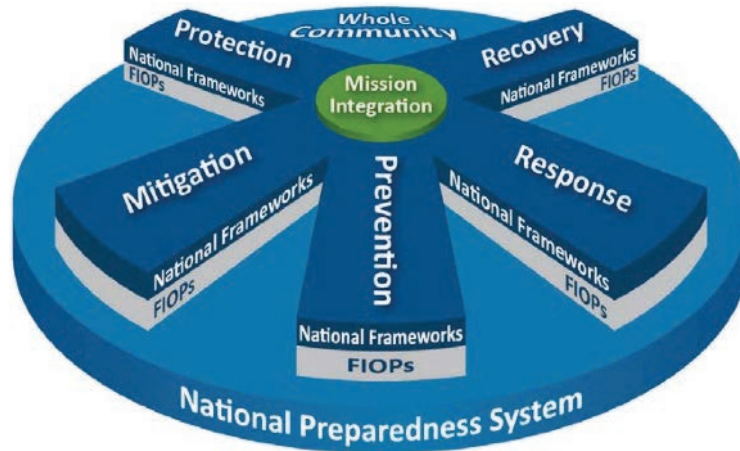 Whole
Community
Protection
National Frameworks
FIOPs
Recovery
National Frameworks
FIOPs
Mission
Integration
Mitigation
National Frameworks
FIOPs
Prevention
National Frameworks
FIOPs
Response
National Frameworks
FIOPs
National Preparedness System